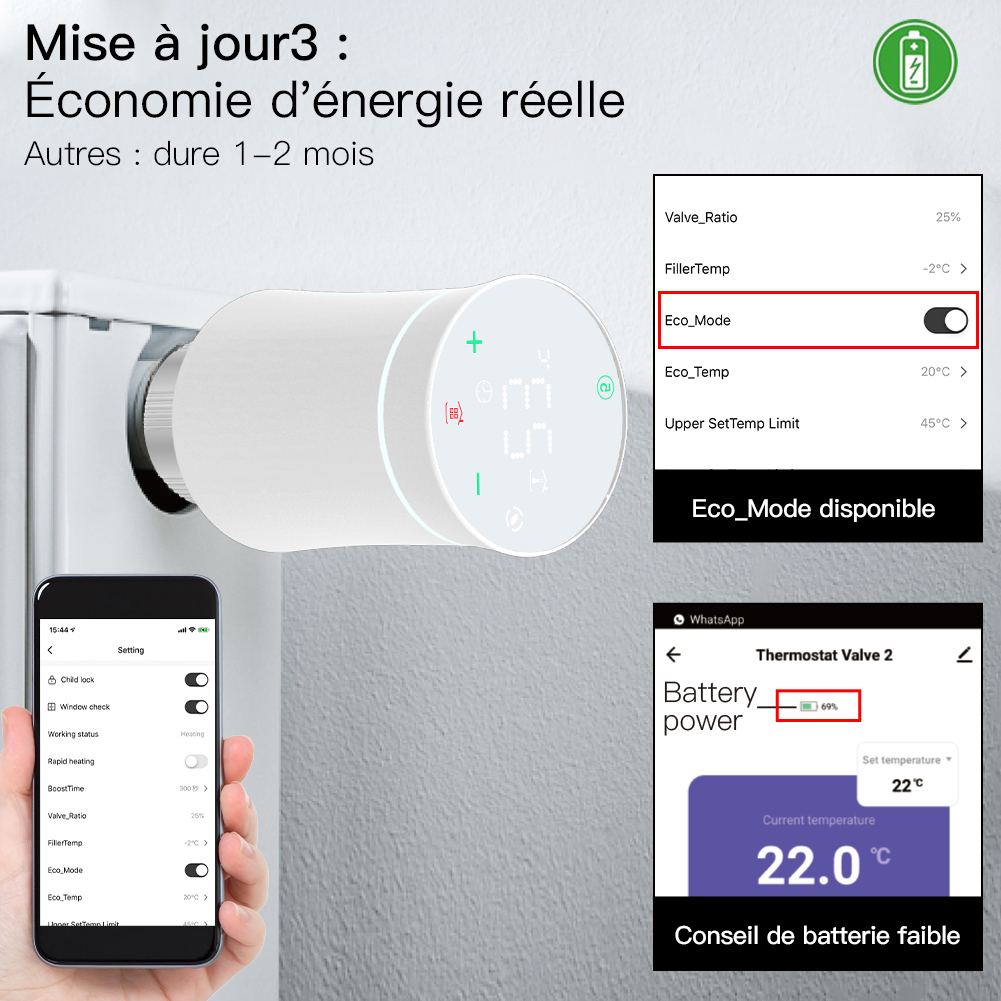 Mise à jour3 :
Économie d'énergie réelle
Autres : dure 1-2 mois
Valve_Ratio 25%
FillerTemp -2°C >
Eco_Mode
Eco_Temp 20°C >
Upper SetTemp Limit 45°C >
Eco_Mode disponible
15:44
Setting
Child lock
Window check
Working status Heating
Rapid heating
BoostTime 300秒 >
Valve_Ratio 25%
FillerTemp -2°C >
Eco_Mode
Eco_Temp 20°C >
Upper SetTemp Limit 45°C >
WhatsApp
Thermostat Valve 2
Battery
power
69%
Set temperature
22°C
Current temperature
22.0 °C
Conseil de batterie faible